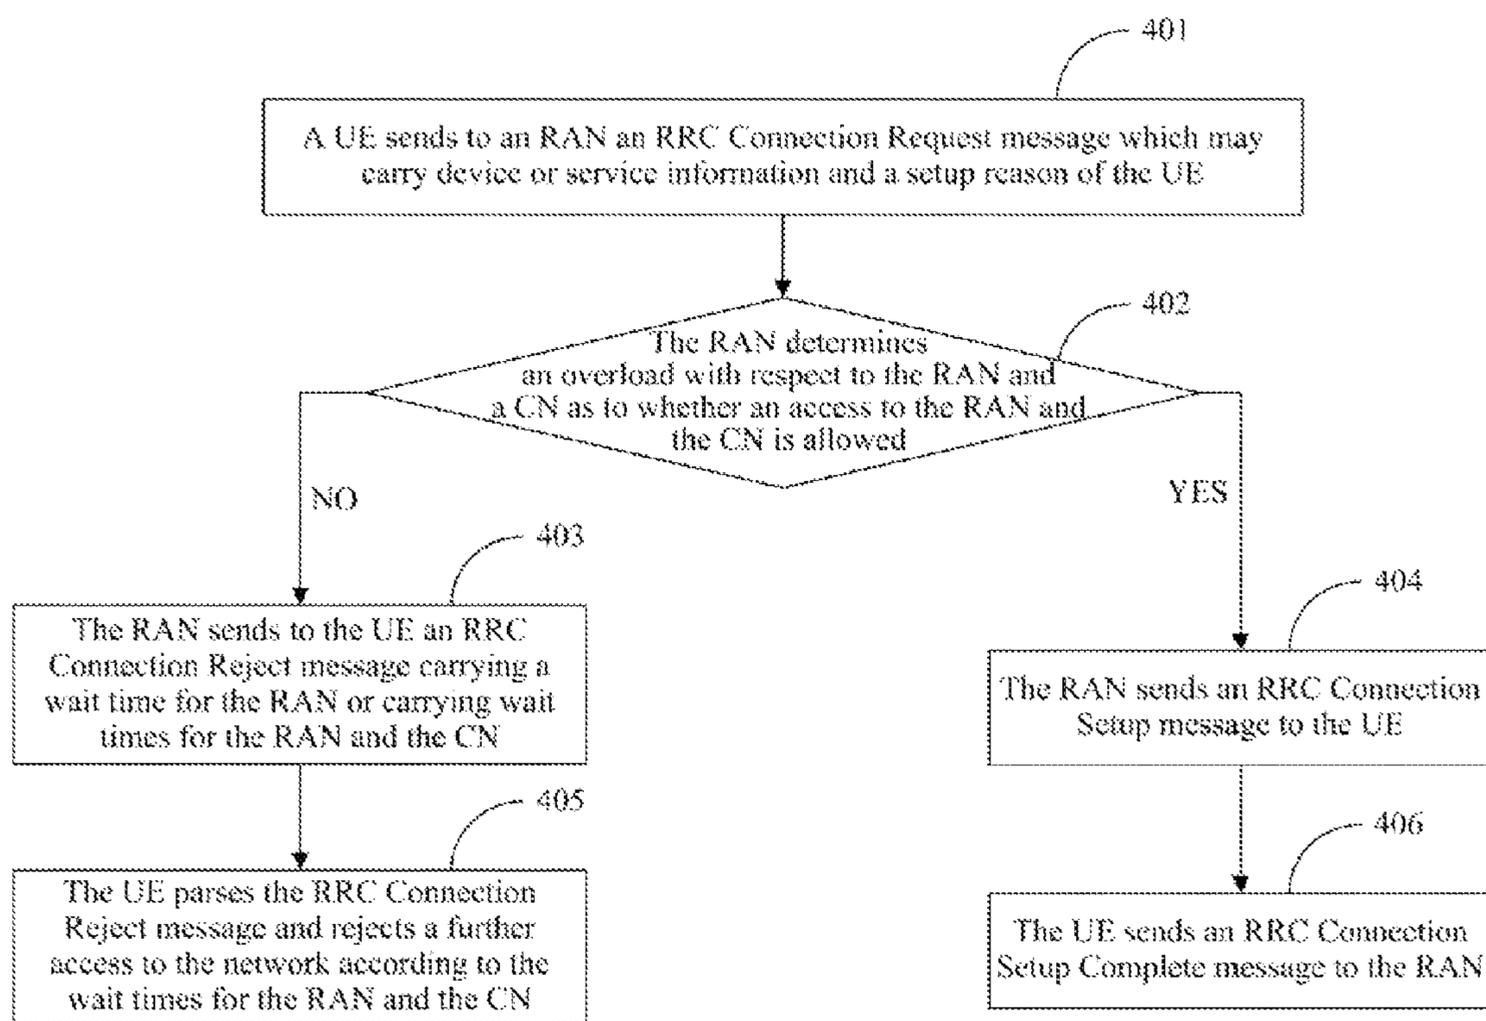 401
A UE sends to an RAN an RRC Connection Request message which may
carry device or service information and a setup reason of the UE
402
The RAN determines
an overload with respect to the RAN and
a CN as to whether an access to the RAN and
the CN is allowed
NO
YES
403
The RAN sends to the UE an RRC
Connection Reject message carrying a
wait time for the RAN or carrying wait
times for the RAN and the CN
404
The RAN sends an RRC Connection
Setup message to the UE
405
The UE parses the RRC Connection
Reject message and rejects a further
access to the network according to the
wait times for the RAN and the CN
406
The UE sends an RRC Connection
Setup Complete message to the RAN